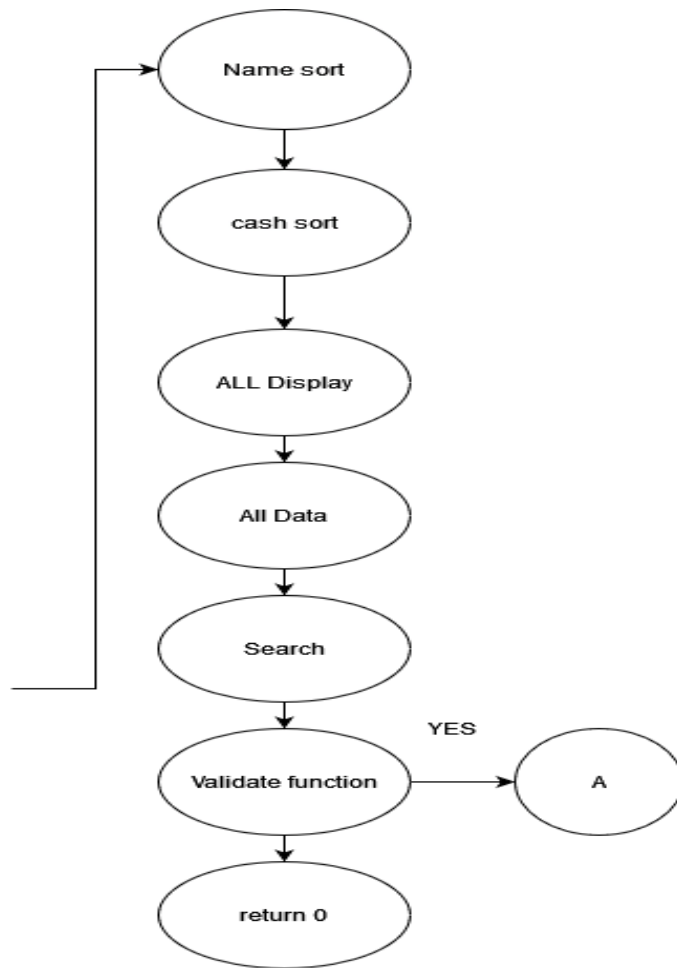 Name sort
cash sort
ALL Display
All Data
Search
YES
Validate function
A
return 0